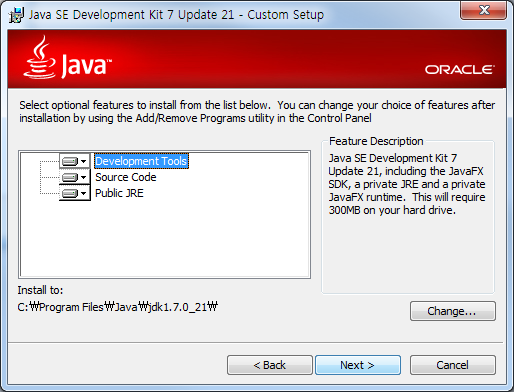 Java SE Development Kit 7 Update 21 - Custom Setup
Java™
ORACLE®
Select optional features to install from the list below. You can change your choice of features after
installation by using the Add/Remove Programs utility in the Control Panel
Development Tools
Source Code
Public JRE
Feature Description
Java SE Development Kit 7
Update 21, including the JavaFX
SDK, a private JRE and a private
JavaFX runtime. This will require
300MB on your hard drive.
Install to:
C:₩Program Files₩Java₩jdk1.7.0_21₩
Change...
< Back
Next >
Cancel